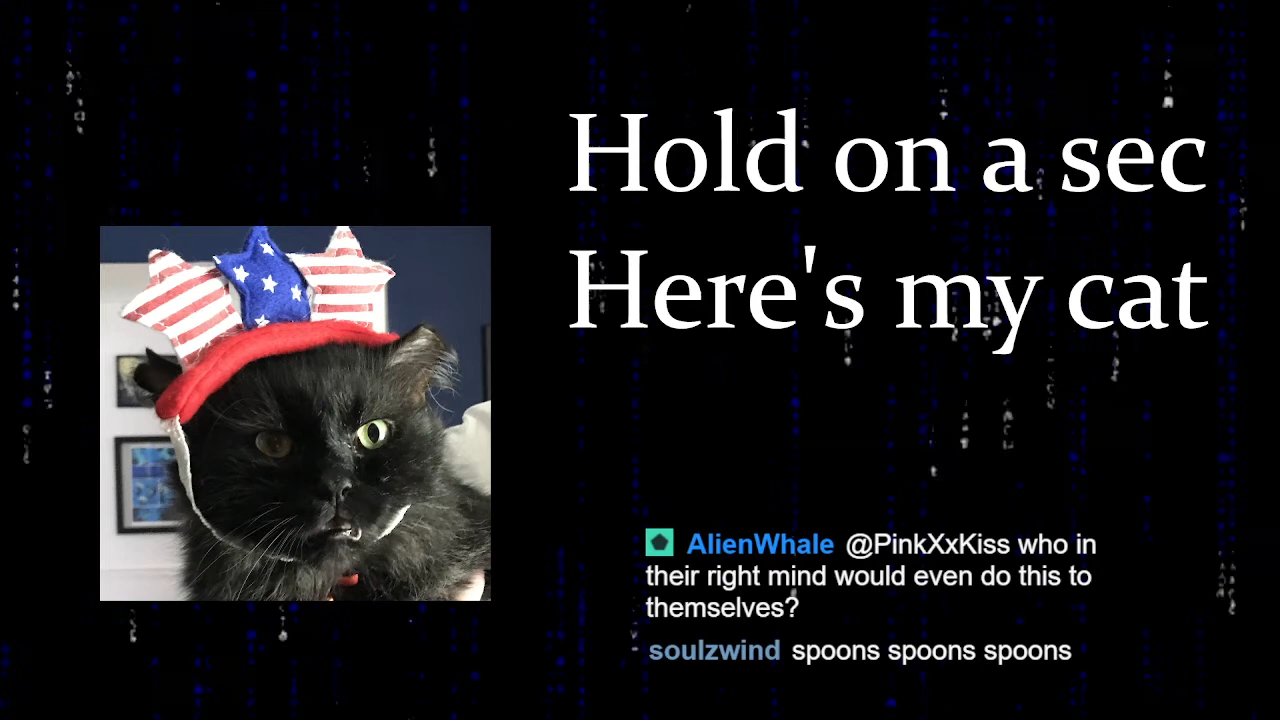 Hold on a sec
Here's my cat
AlienWhale @PinkXxKiss who in
their right mind would even do this to
themselves?
soulzwind spoons spoons spoons